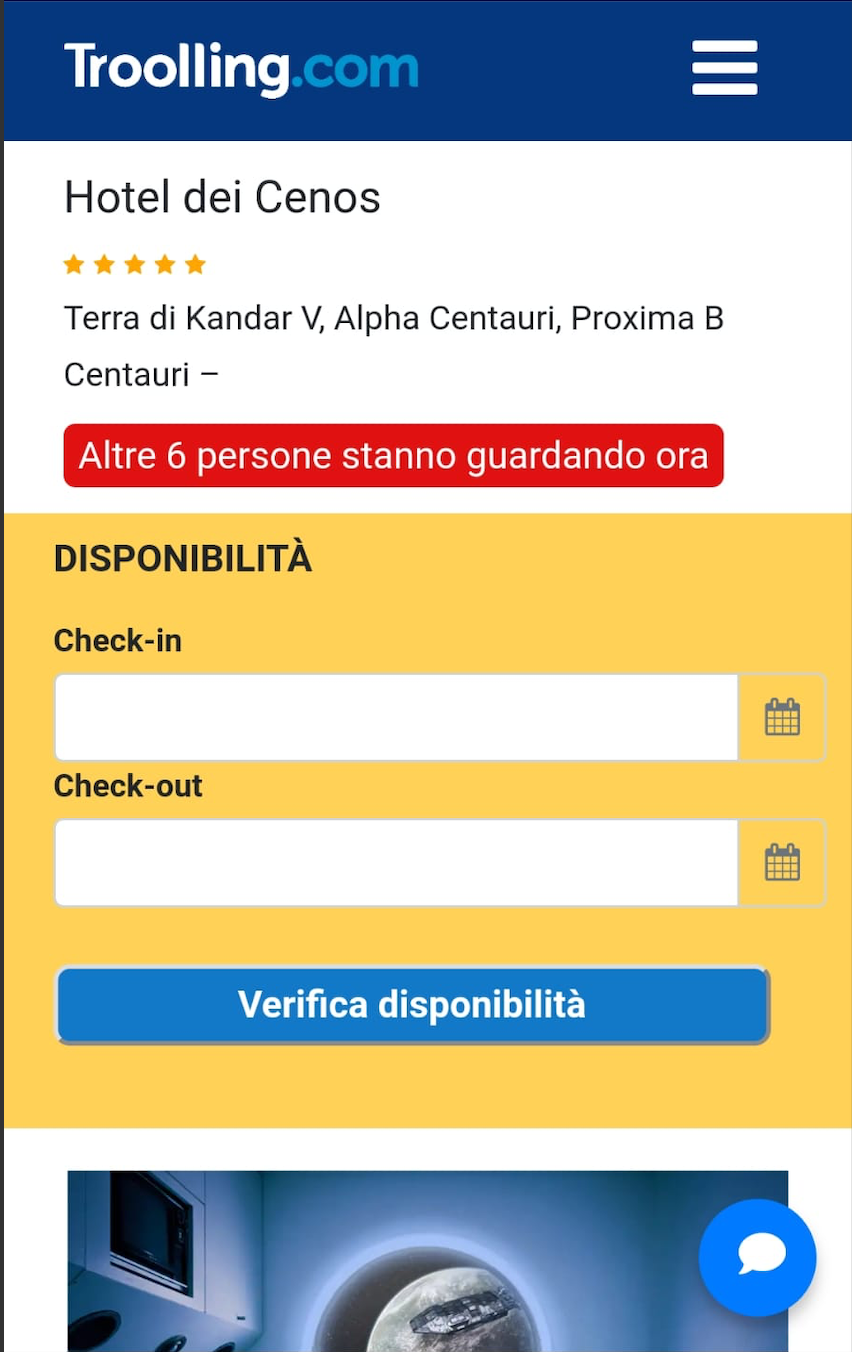 Troolling.com
Hotel dei Cenos
Terra di Kandar V, Alpha Centauri, Proxima B
Centauri –
Altre 6 persone stanno guardando ora
DISPONIBILITÀ
Check-in
Check-out
Verifica disponibilità